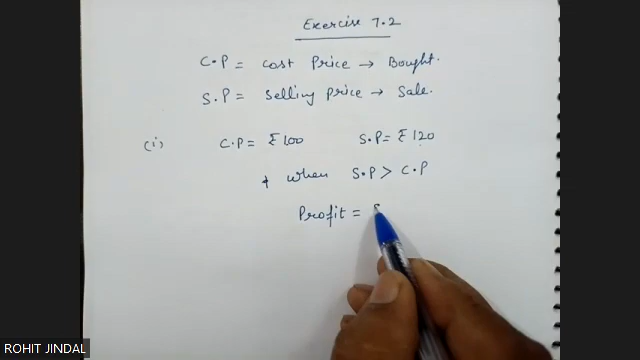 Exercise 7.2
C.P = Cost Price → Bought.
S.P = Selling price → Sale.
(i) C.P = ₹100 S.P = ₹120
* when S.P > C.P
Profit = S
ROHIT JINDAL